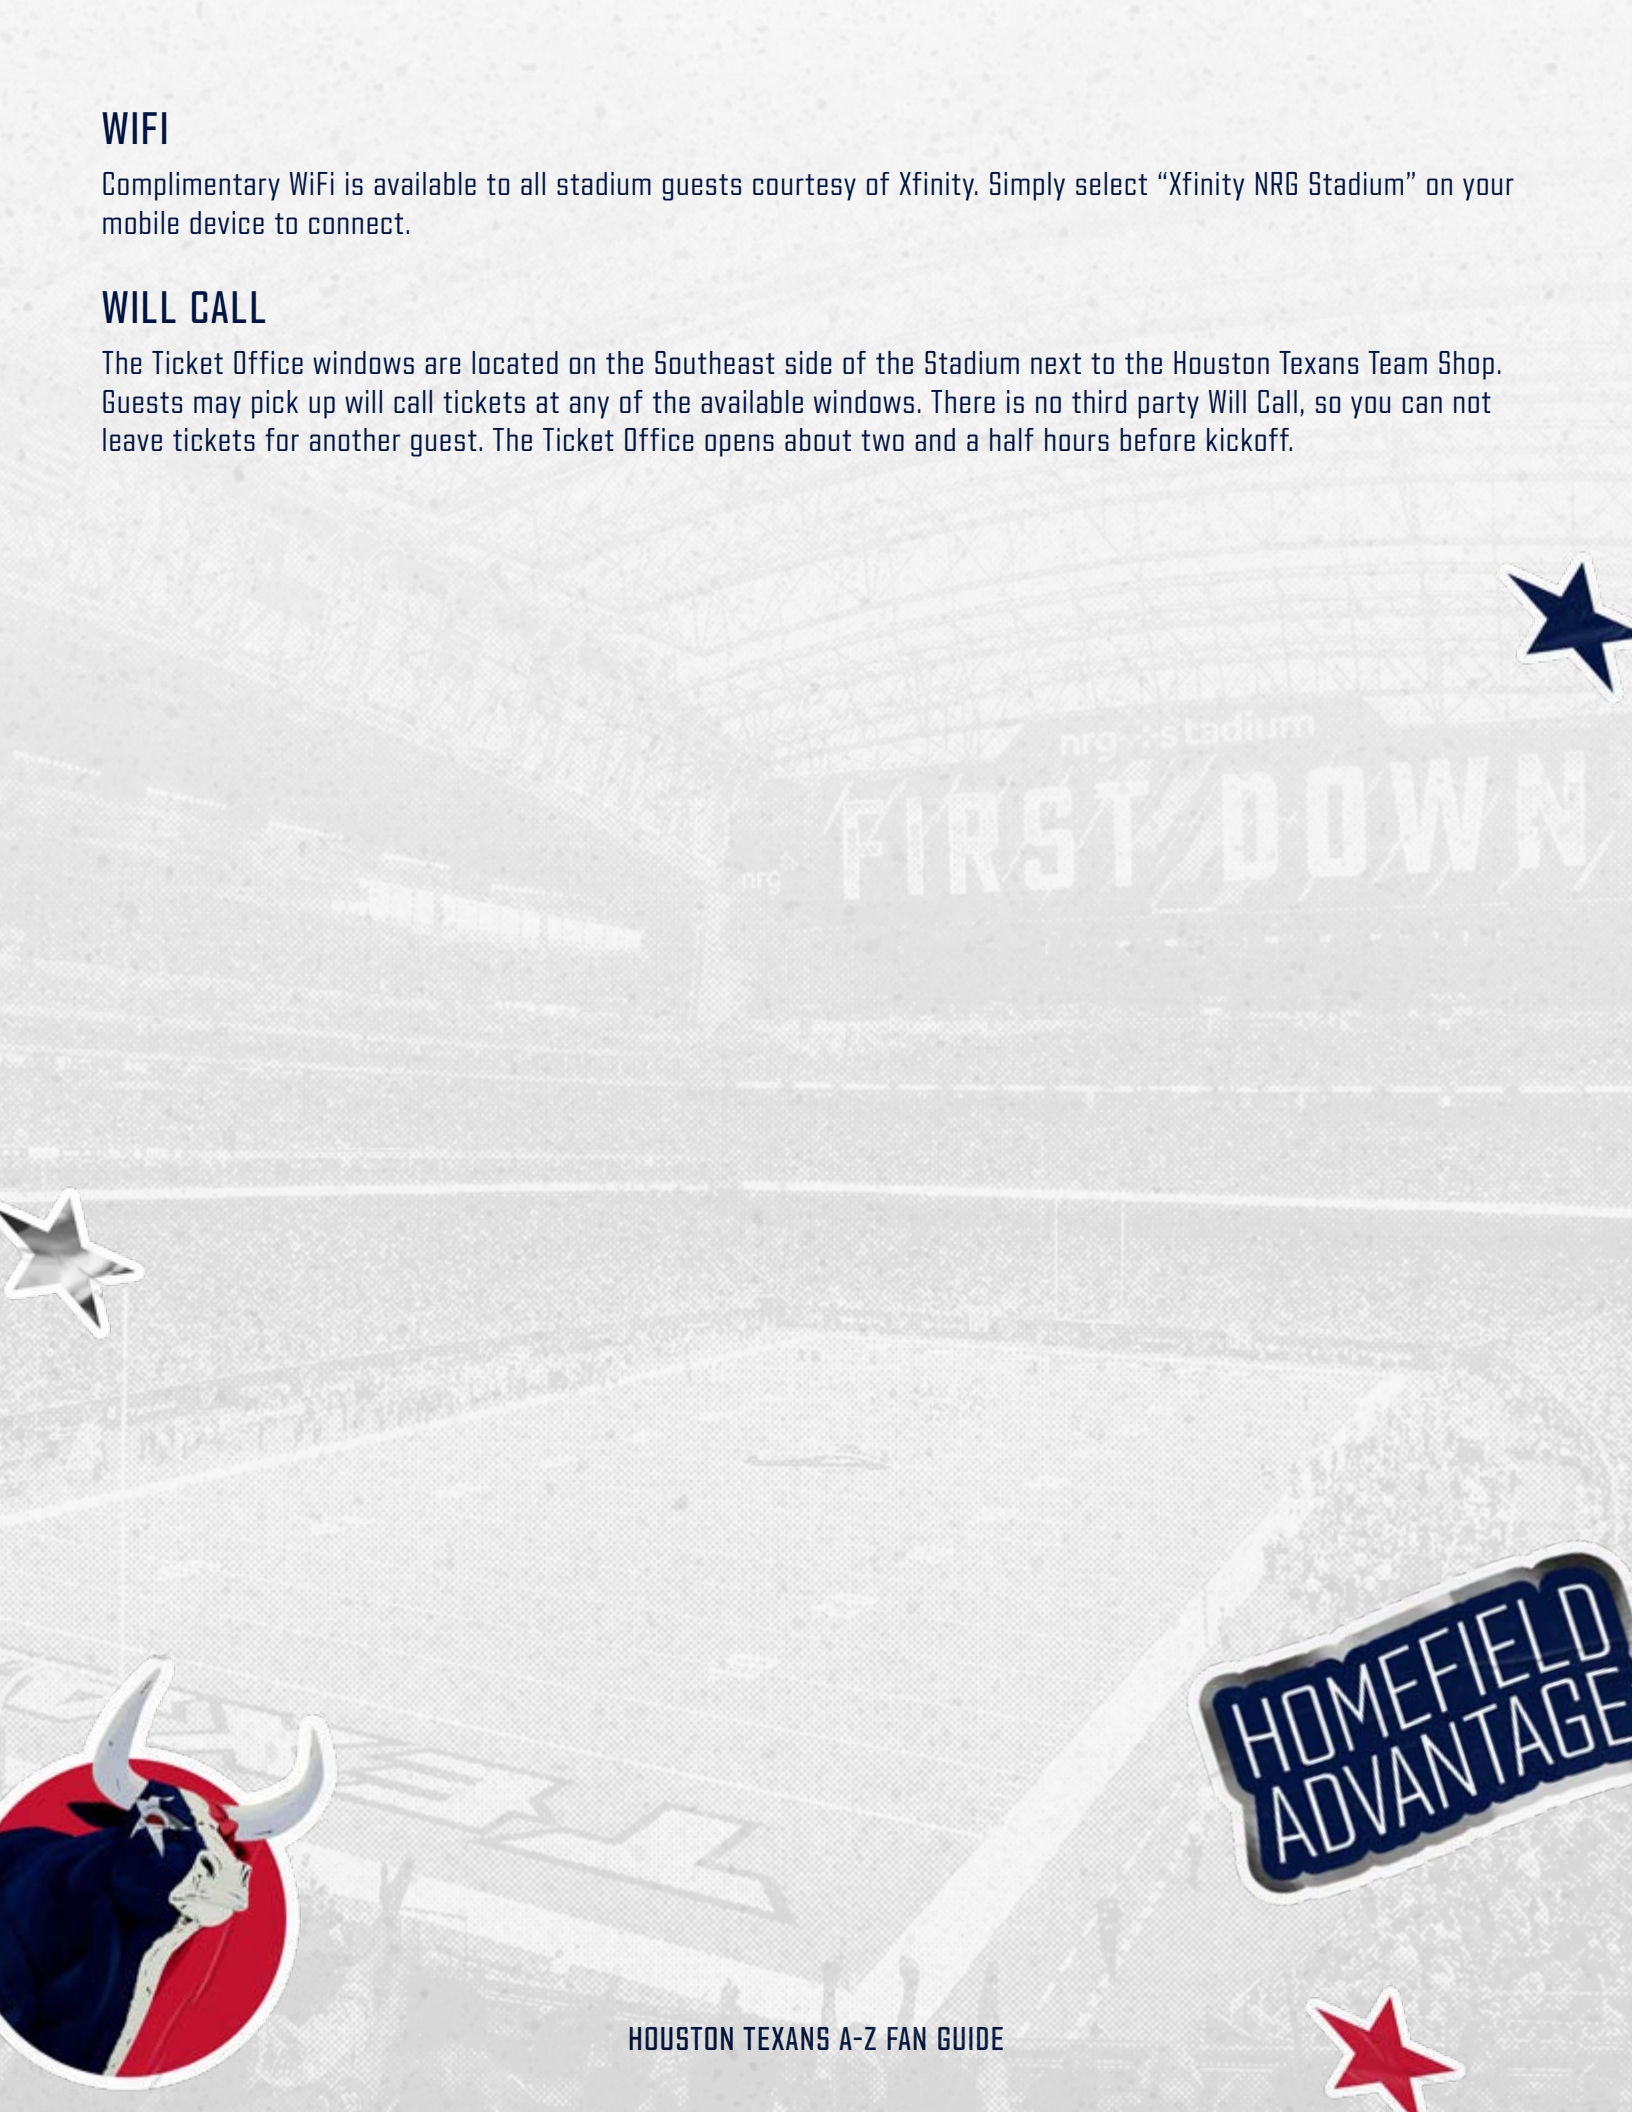 WIFI
Complimentary WiFi is available to all stadium guests courtesy of Xfinity. Simply select “Xfinity NRG Stadium” on your
mobile device to connect.
WILL CALL
The Ticket Office windows are located on the Southeast side of the Stadium next to the Houston Texans Team Shop.
Guests may pick up will call tickets at any of the available windows. There is no third party Will Call, so you can not
leave tickets for another guest. The Ticket Office opens about two and a half hours before kickoff.
nrg stadium
FIRST DOWN
nrg
HOMEFIELD
ADVANTAGE
TEXANS
HOUSTON TEXANS A-Z FAN GUIDE